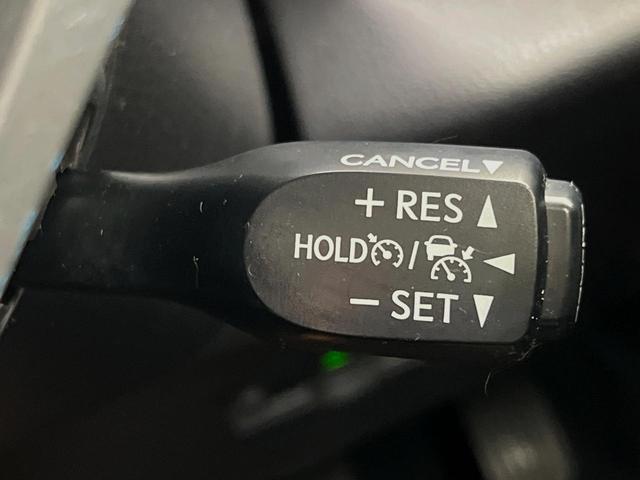 CANCEL▼
+ RES ▲
HOLD / ◀
− SET ▼